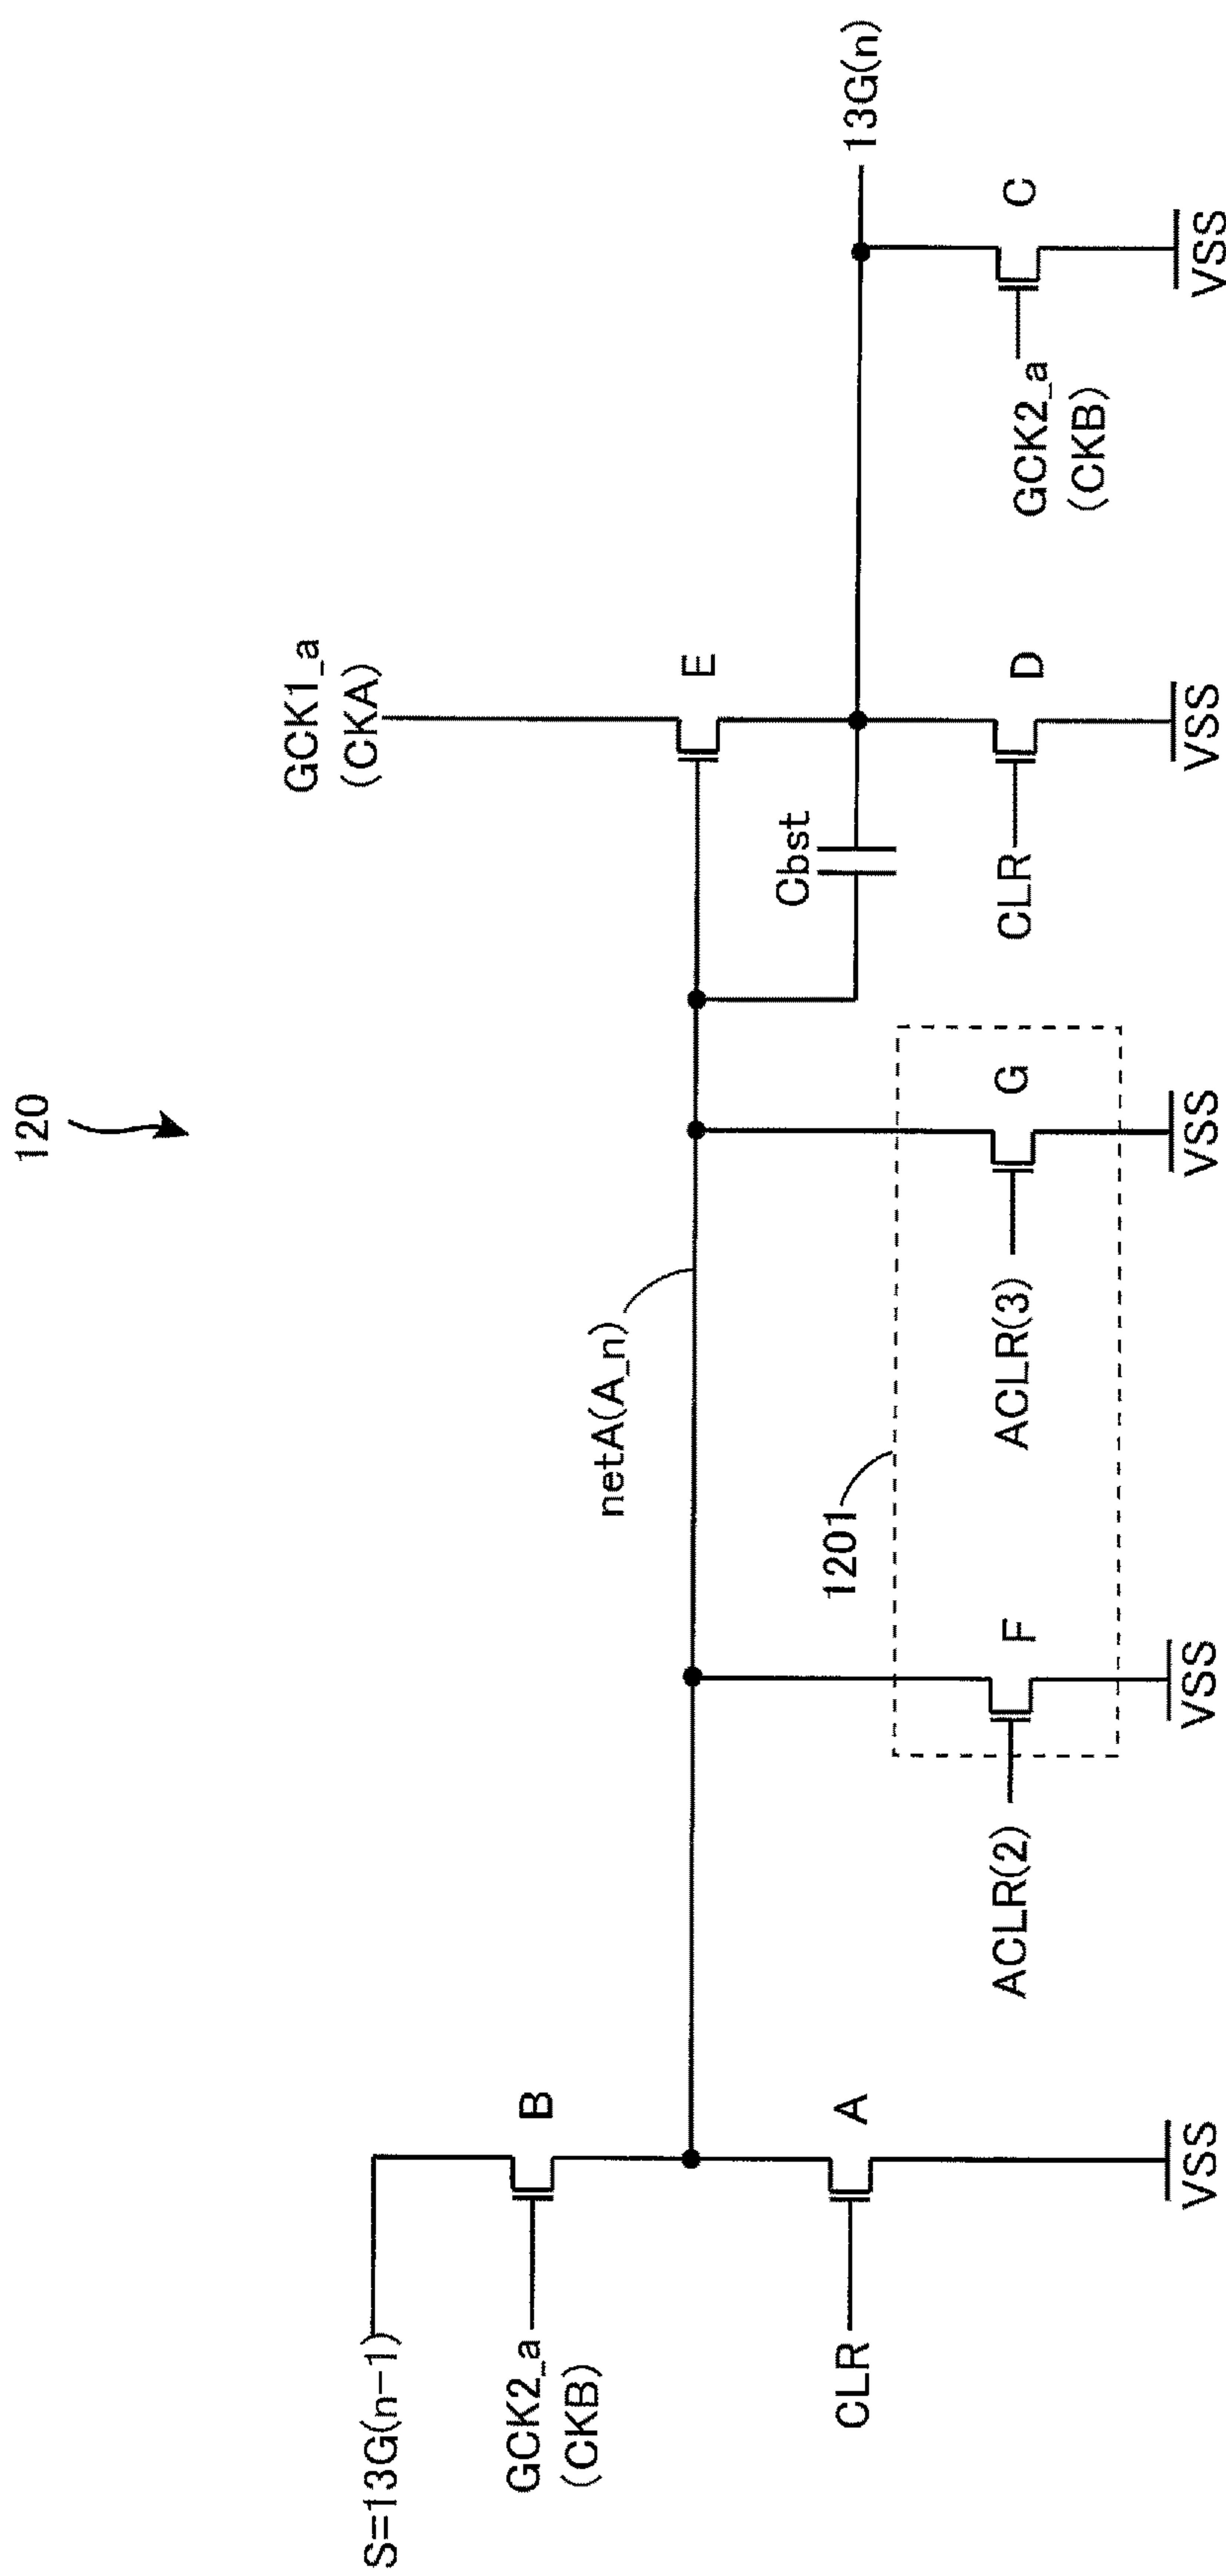 120
GCK1_a
(CKA)
S=13G(n-1)
B
GCK2_a
(CKB)
netA(A_n)
E
13G(n)
Cbst
CLR
A
1201
ACLR(2)
F
ACLR(3)
G
CLR
D
GCK2_a
(CKB)
C
VSS
VSS
VSS
VSS
VSS